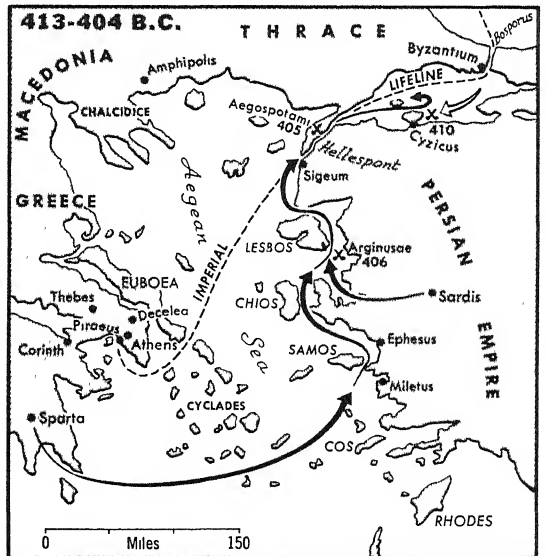 413-404 B.C.
THRACE
Bosporus
Byzantium
MACEDONIA
Amphipolis
LIFELINE
CHALCIDICE
Aegospotami
405
410
Cyzicus
Hellespont
Sigeum
Aegean
GREECE
PERSIAN
IMPERIAL
LESBOS
Arginusae
406
EUBOEA
Thebes
Decelea
CHIOS
Sardis
Piraeus
Athens
Sea
Corinth
SAMOS
Ephesus
EMPIRE
Miletus
CYCLADES
Sparta
COS
RHODES
0 Miles 150